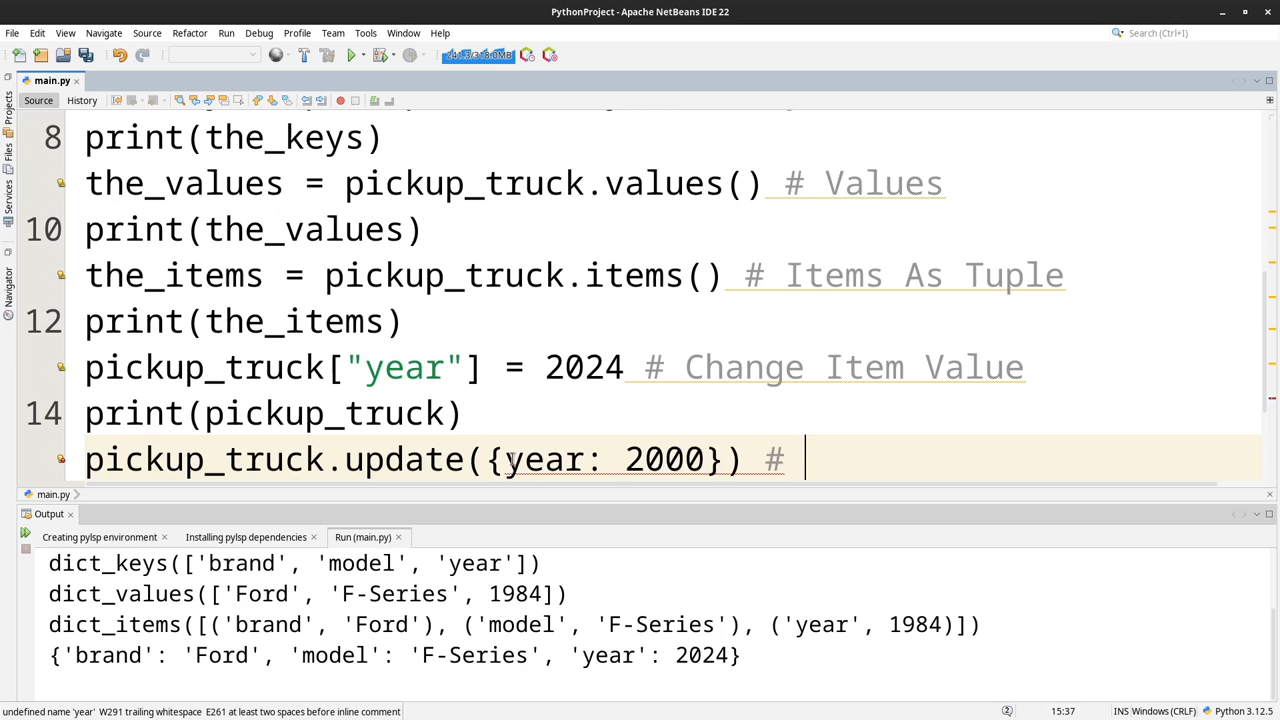 PythonProject - Apache NetBeans IDE 22
File Edit View Navigate Source Refactor Run Debug Profile Team Tools Window Help
Search (Ctrl+I)
main.py
Source History
Projects
Files
Services
Navigator
8 print(the_keys)
the_values = pickup_truck.values() # Values
10 print(the_values)
the_items = pickup_truck.items() # Items As Tuple
12 print(the_items)
pickup_truck["year"] = 2024 # Change Item Value
14 print(pickup_truck)
pickup_truck.update({year: 2000}) #
main.py
Output
Creating pylsp environment Installing pylsp dependencies Run (main.py)
dict_keys(['brand', 'model', 'year'])
dict_values(['Ford', 'F-Series', 1984])
dict_items([('brand', 'Ford'), ('model', 'F-Series'), ('year', 1984)])
{'brand': 'Ford', 'model': 'F-Series', 'year': 2024}
undefined name 'year' W291 trailing whitespace E261 at least two spaces before inline comment
2 15:37 INS Windows (CRLF) Python 3.12.5